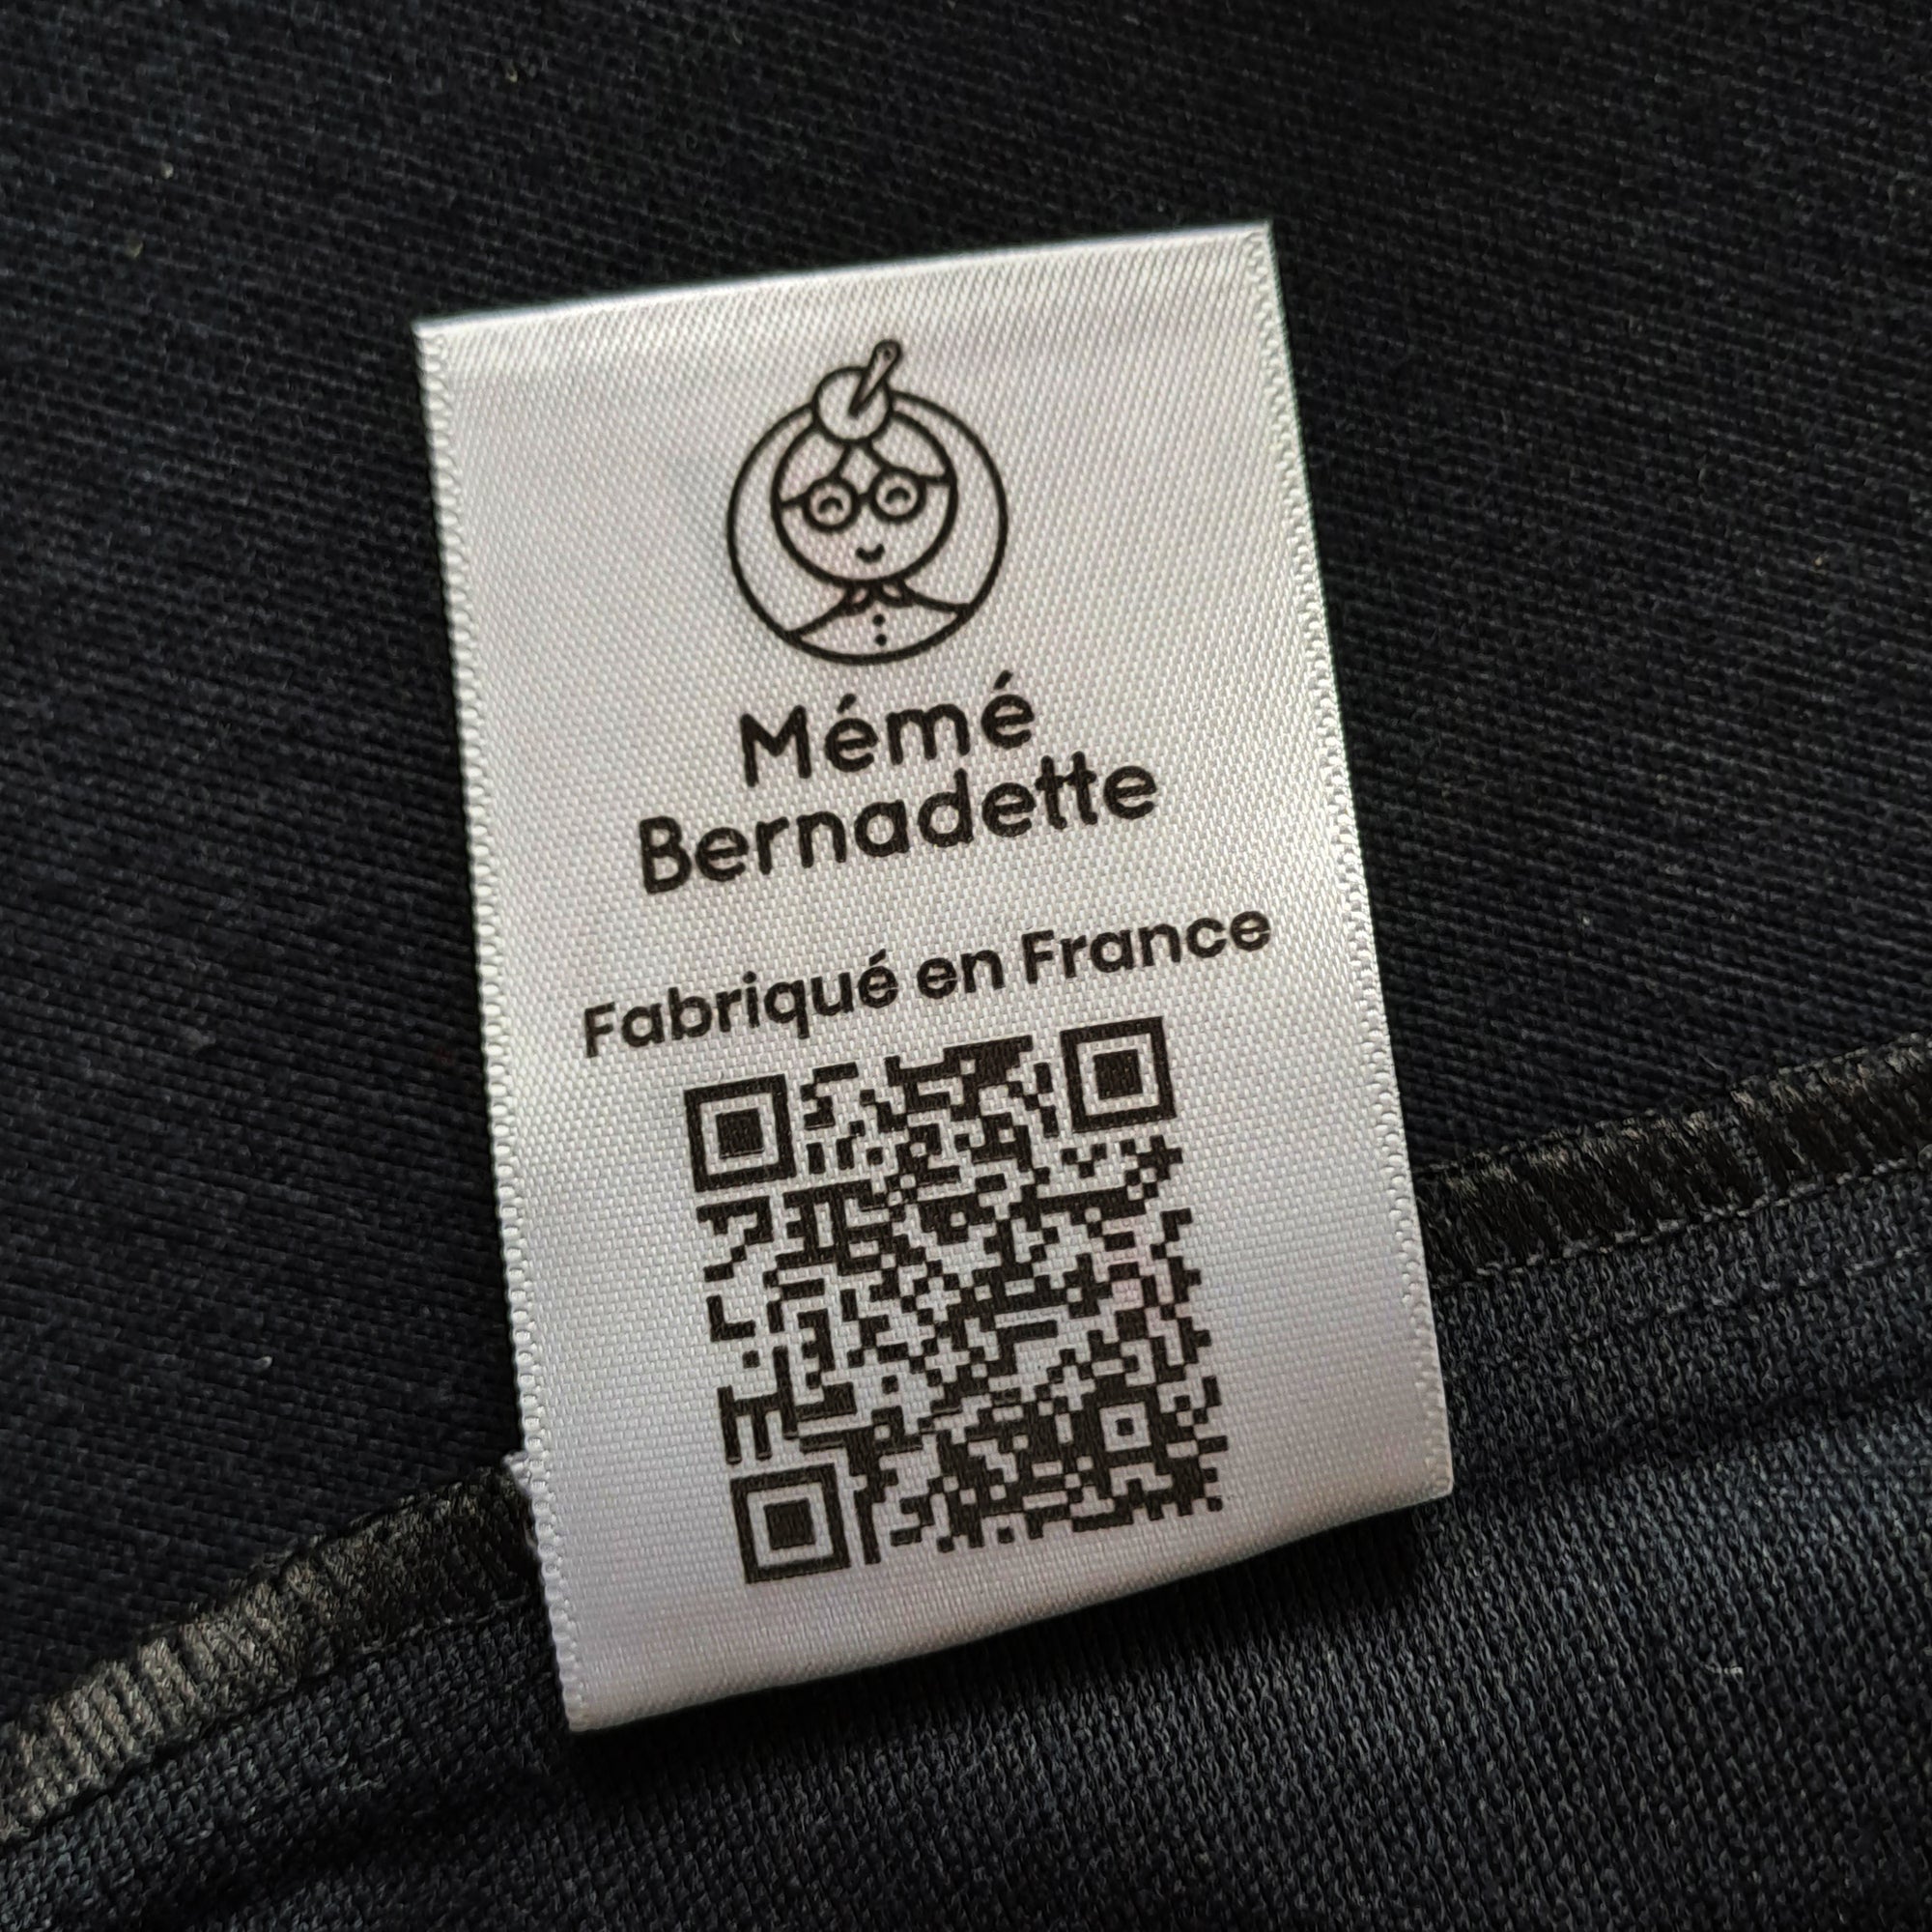 Mémé
Bernadette
Fabriqué en France